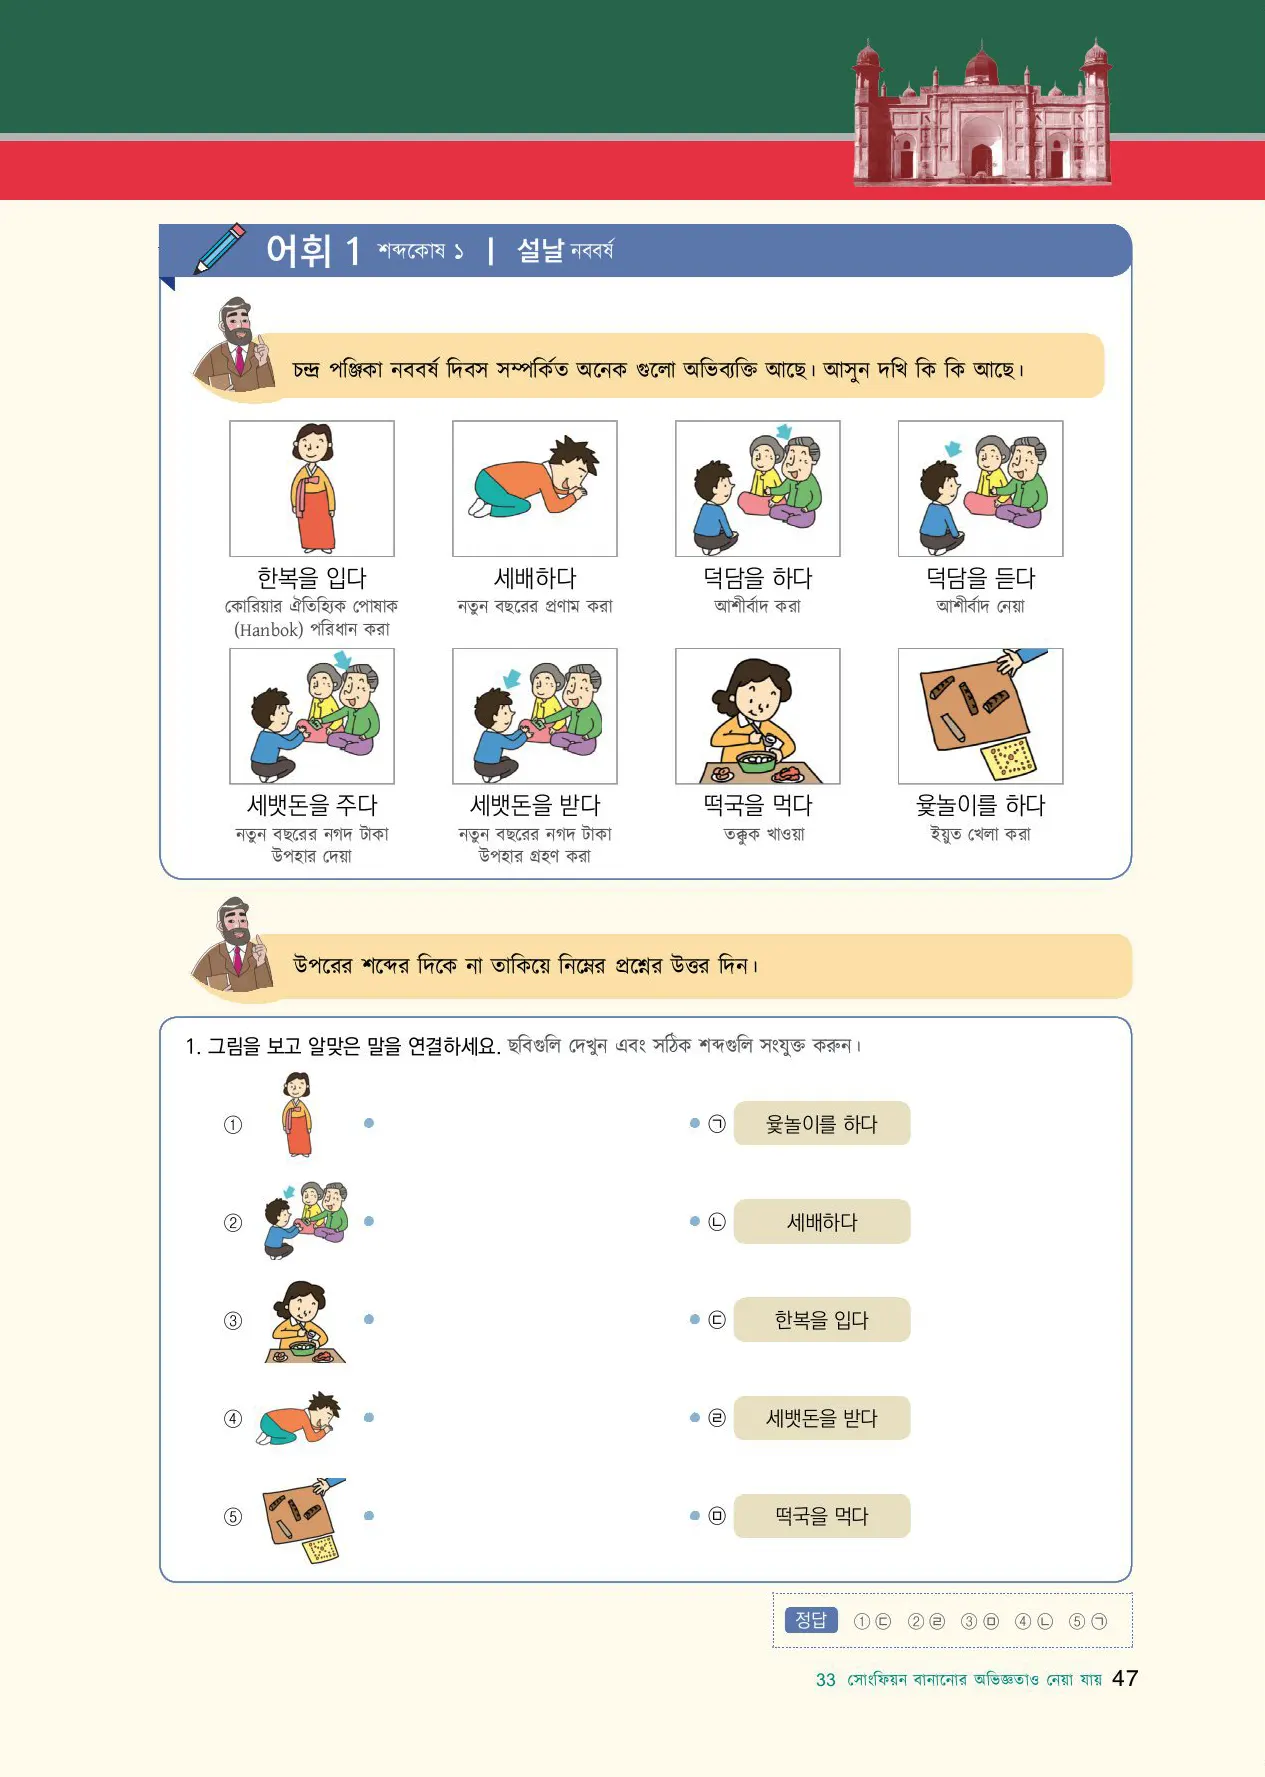 어휘 1 শব্দকোষ ১ | 설날 নববর্ষ
চন্দ্র পঞ্জিকা নববর্ষ দিবস সম্পর্কিত অনেক গুলো অভিব্যক্তি আছে। আসুন দখি কি কি আছে।
한복을 입다 세배하다 덕담을 하다 덕담을 듣다
কোরিয়ার ঐতিহ্যিক পোষাক নতুন বছরের প্রণাম করা আশীর্বাদ করা আশীর্বাদ নেয়া
(Hanbok) পরিধান করা
세뱃돈을 주다 세뱃돈을 받다 떡국을 먹다 윷놀이를 하다
নতুন বছরের নগদ টাকা নতুন বছরের নগদ টাকা তক্কুক খাওয়া ইয়ুত খেলা করা
উপহার দেয়া উপহার গ্রহণ করা
উপরের শব্দের দিকে না তাকিয়ে নিম্নের প্রশ্নের উত্তর দিন।
1. 그림을 보고 알맞은 말을 연결하세요. ছবিগুলি দেখুন এবং সঠিক শব্দগুলি সংযুক্ত করুন।
① ㉠ 윷놀이를 하다
② ㉡ 세배하다
③ ㉢ 한복을 입다
④ ㉣ 세뱃돈을 받다
⑤ ㉤ 떡국을 먹다
정답 ①㉢ ②㉣ ③㉤ ④㉡ ⑤㉠
33 সোংফিয়ন বানানোর অভিজ্ঞতাও নেয়া যায় 47